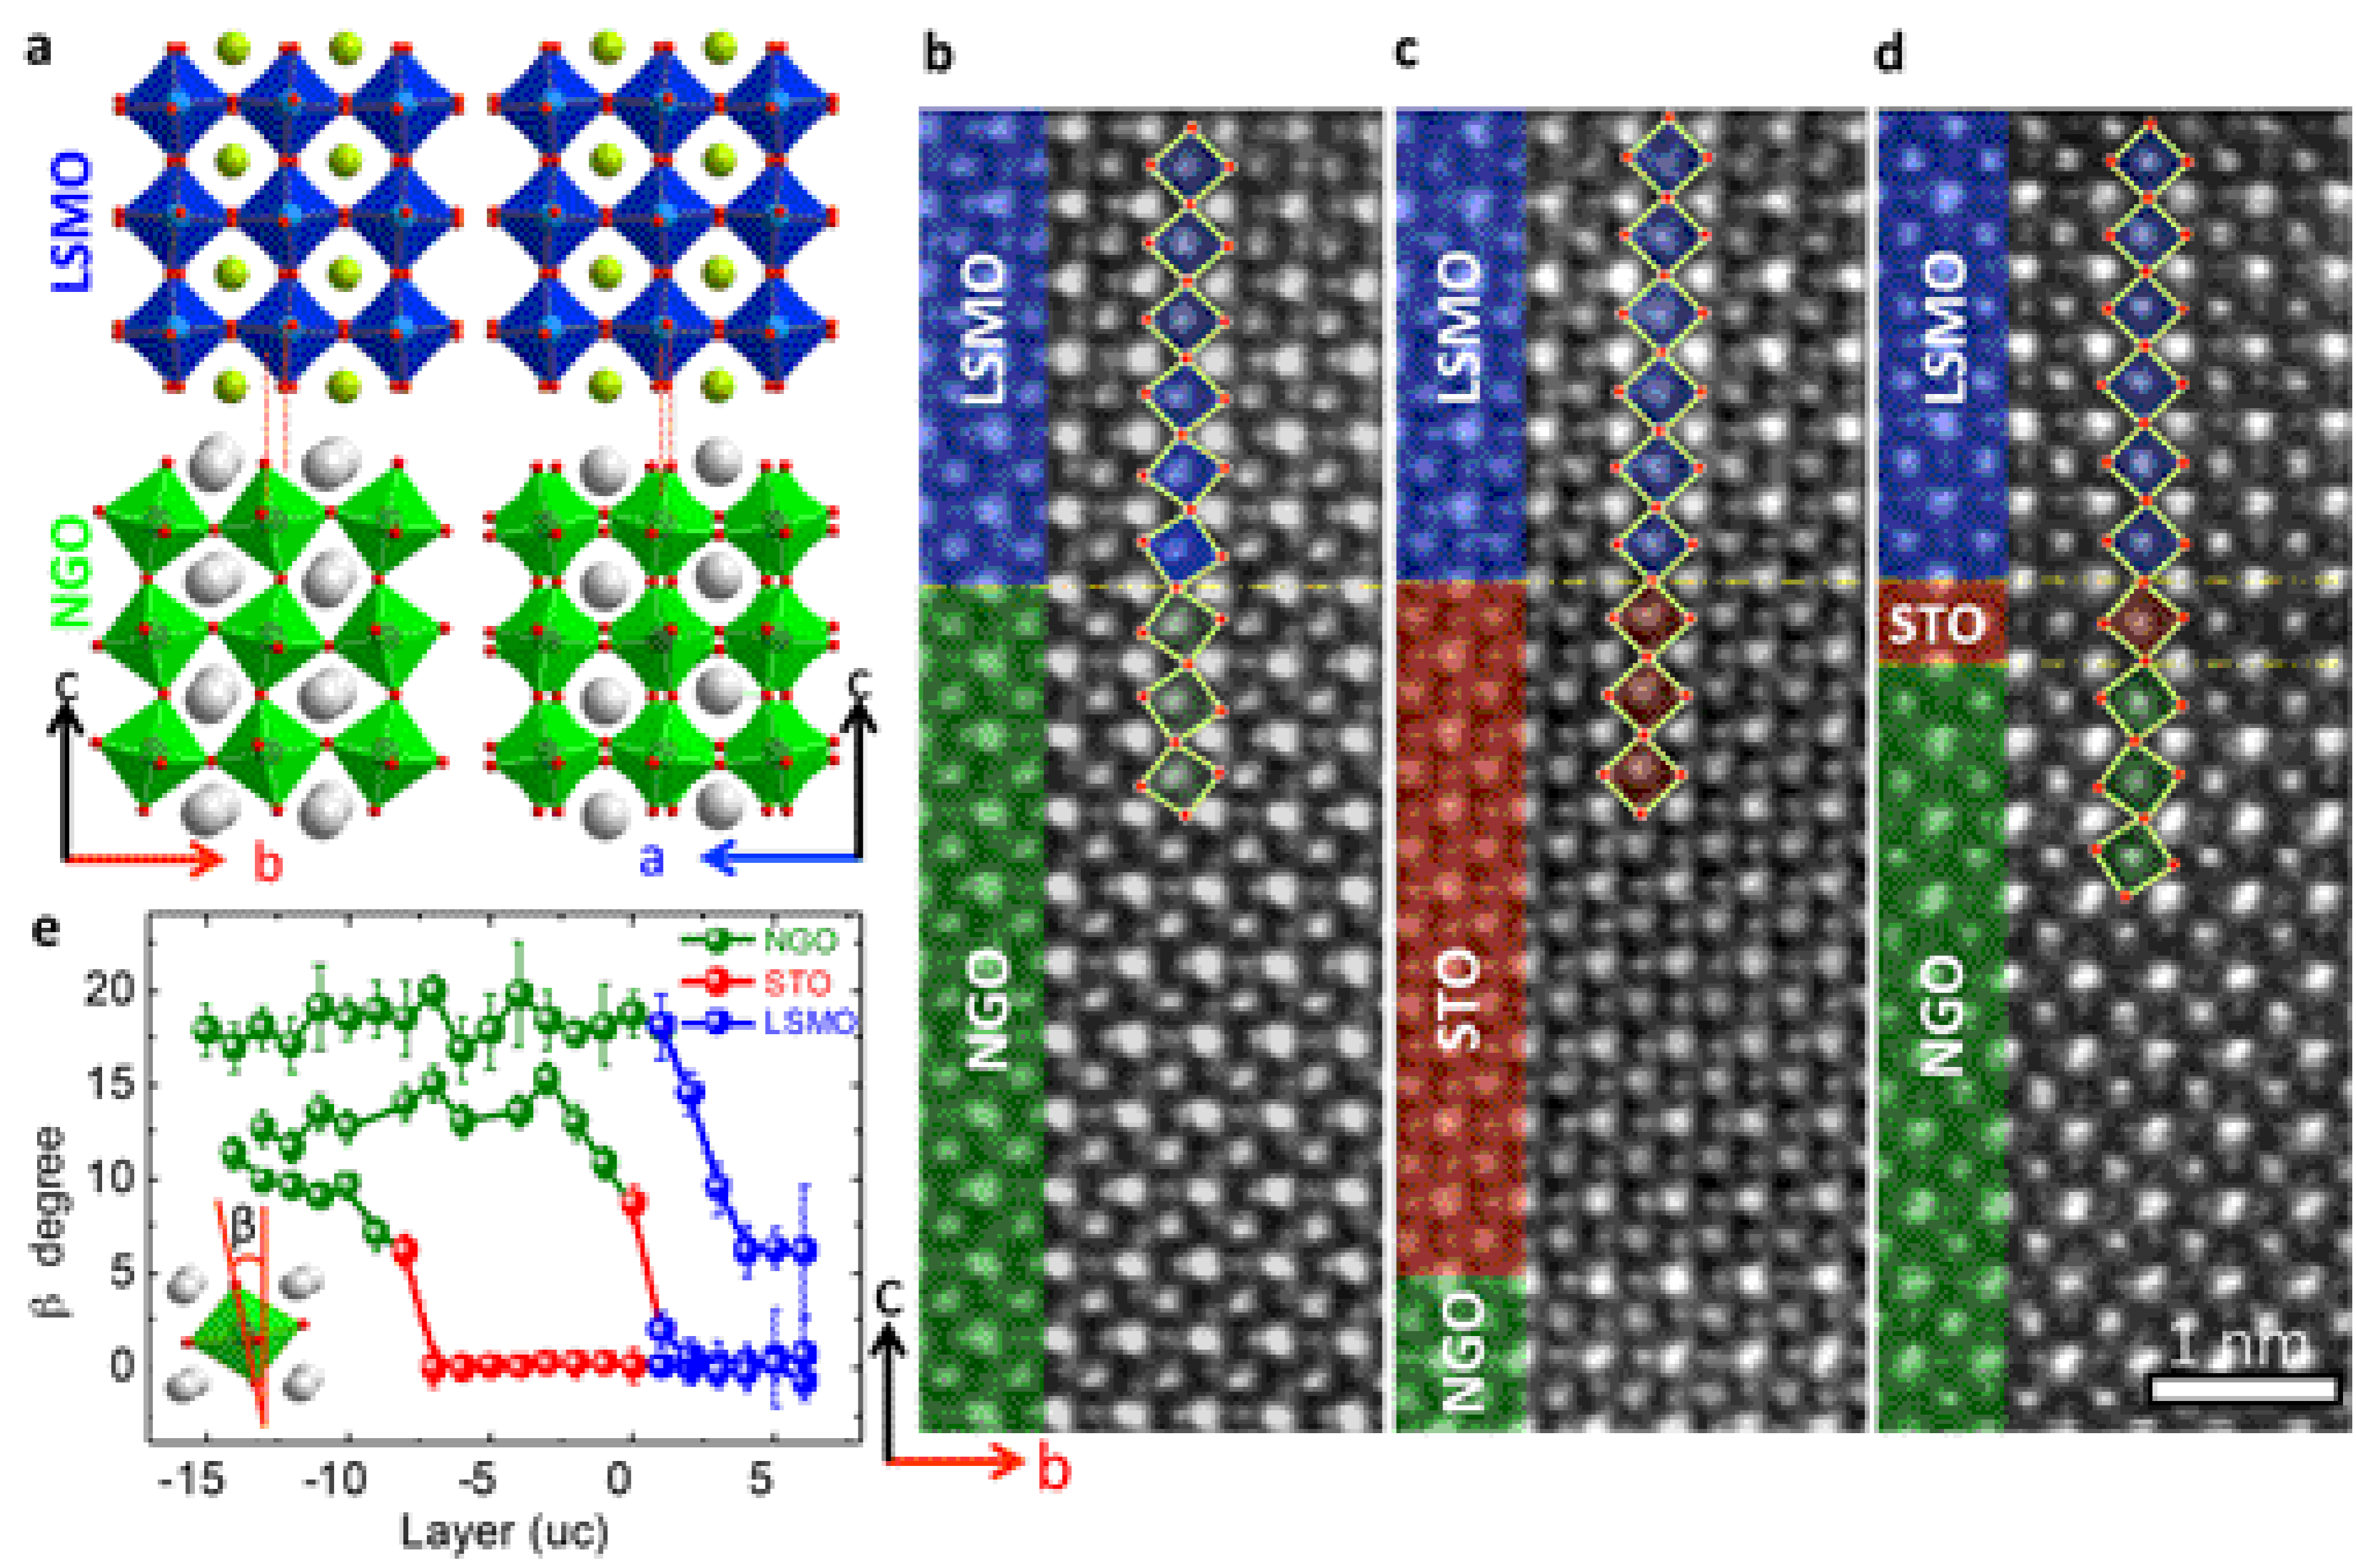 a
LSMO
NGO
c
b
c
a
b
LSMO
NGO
c
LSMO
STO
NGO
d
LSMO
STO
NGO
1 nm
c
b
e
NGO
STO
LSMO
β degree
20
15
10
5
0
β
-15
-10
-5
0
5
Layer (uc)